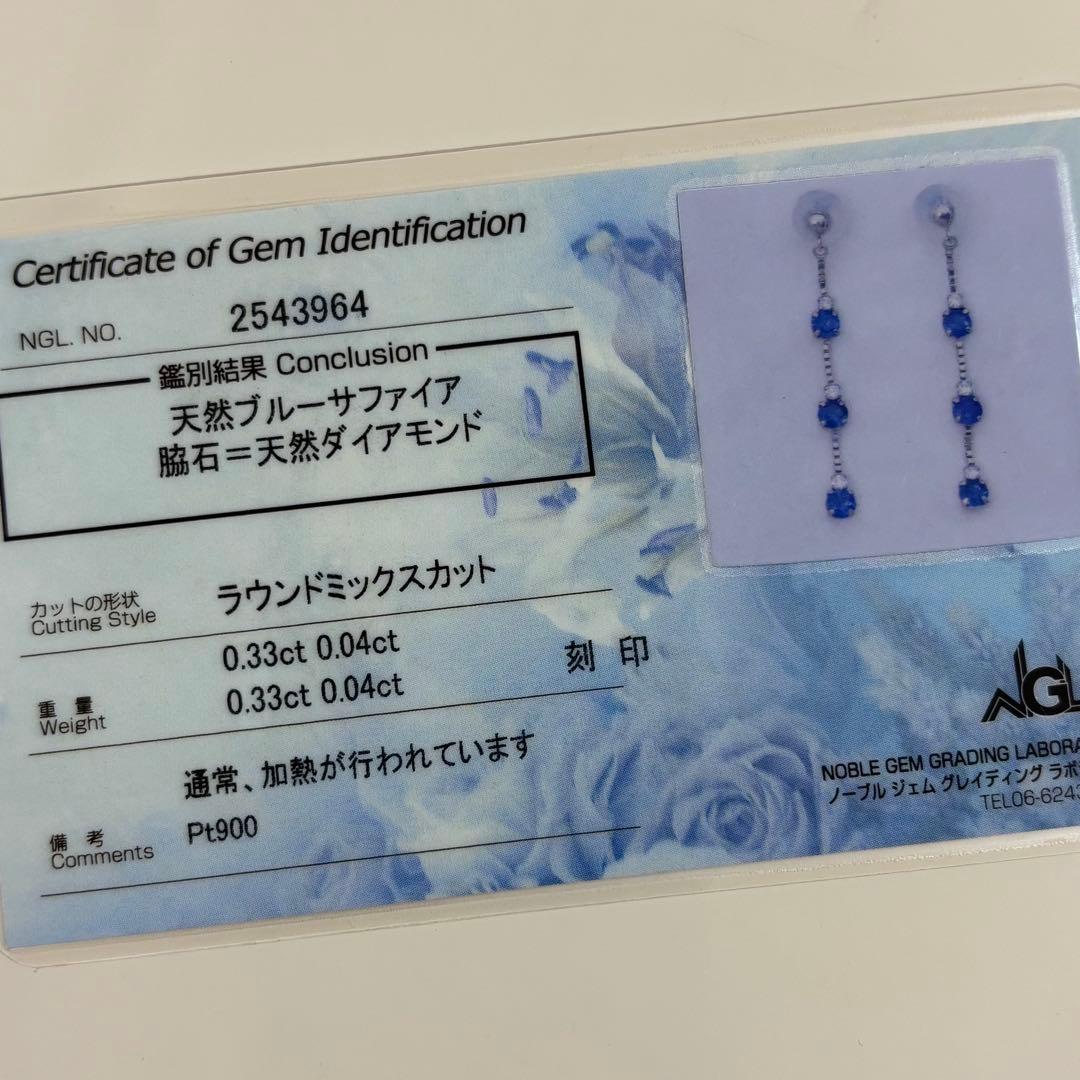 Certificate of Gem Identification
NGL. NO. 2543964
鑑別結果 Conclusion
天然ブルーサファイア
脇石＝天然ダイアモンド
カットの形状 ラウンドミックスカット
Cutting Style
0.33ct 0.04ct
重量 0.33ct 0.04ct 刻印
Weight
通常、加熱が行われています
備考 Pt900
Comments
NGL
NOBLE GEM GRADING
ノーブル ジェム グレイディング
TEL06-6243